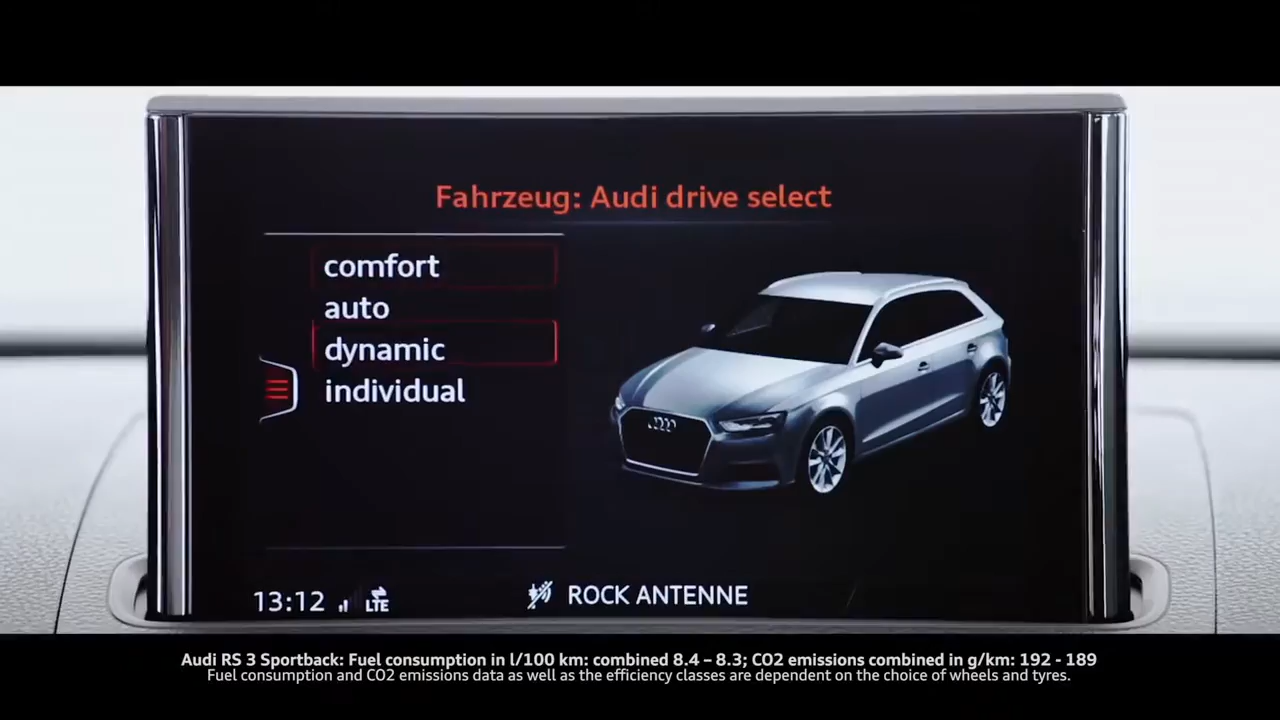 Fahrzeug: Audi drive select
comfort
auto
dynamic
individual
13:12
LTE
ROCK ANTENNE
Audi RS 3 Sportback: Fuel consumption in l/100 km: combined 8.4 – 8.3; CO2 emissions combined in g/km: 192 - 189
Fuel consumption and CO2 emissions data as well as the efficiency classes are dependent on the choice of wheels and tyres.